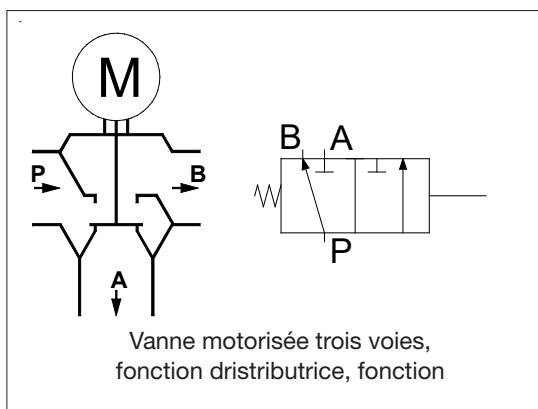 M
P
B
A
B A
P
Vanne motorisée trois voies,
fonction dristributrice, fonction